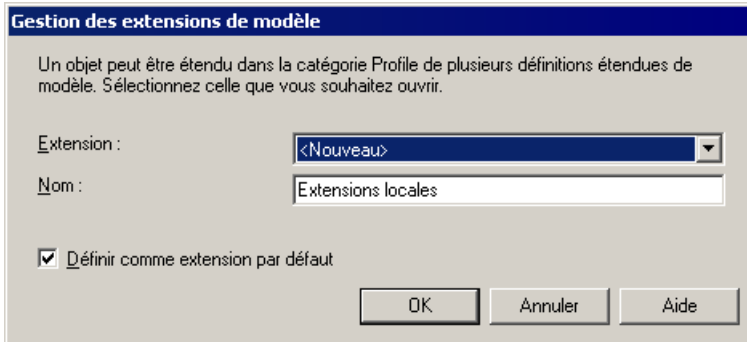 Gestion des extensions de modèle
Un objet peut être étendu dans la catégorie Profile de plusieurs définitions étendues de
modèle. Sélectionnez celle que vous souhaitez ouvrir.
Extension :
<Nouveau>
Nom :
Extensions locales
Définir comme extension par défaut
OK
Annuler
Aide